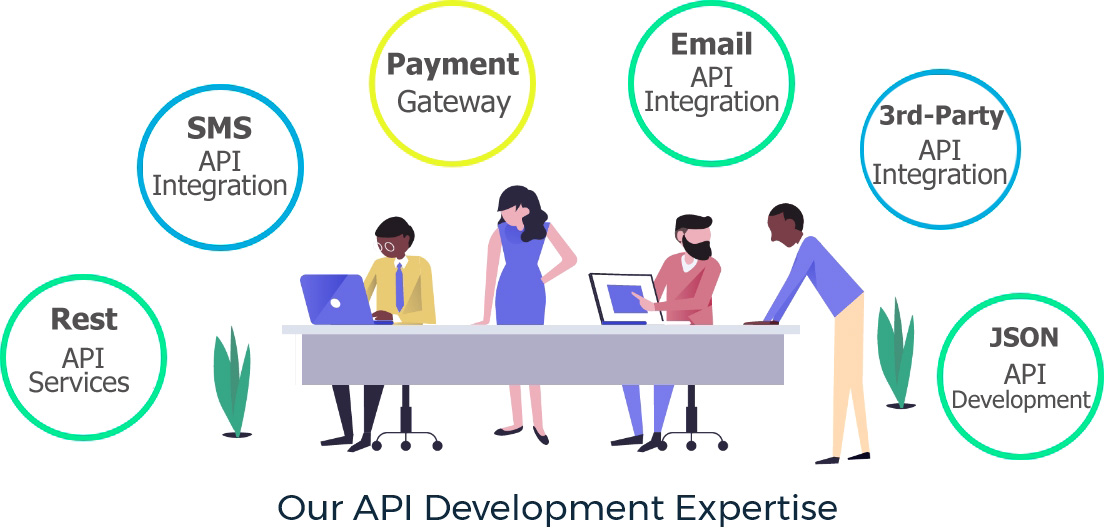 Payment
Gateway
Email
API
Integration
SMS
API
Integration
3rd-Party
API
Integration
Rest
API
Services
JSON
API
Development
Our API Development Expertise